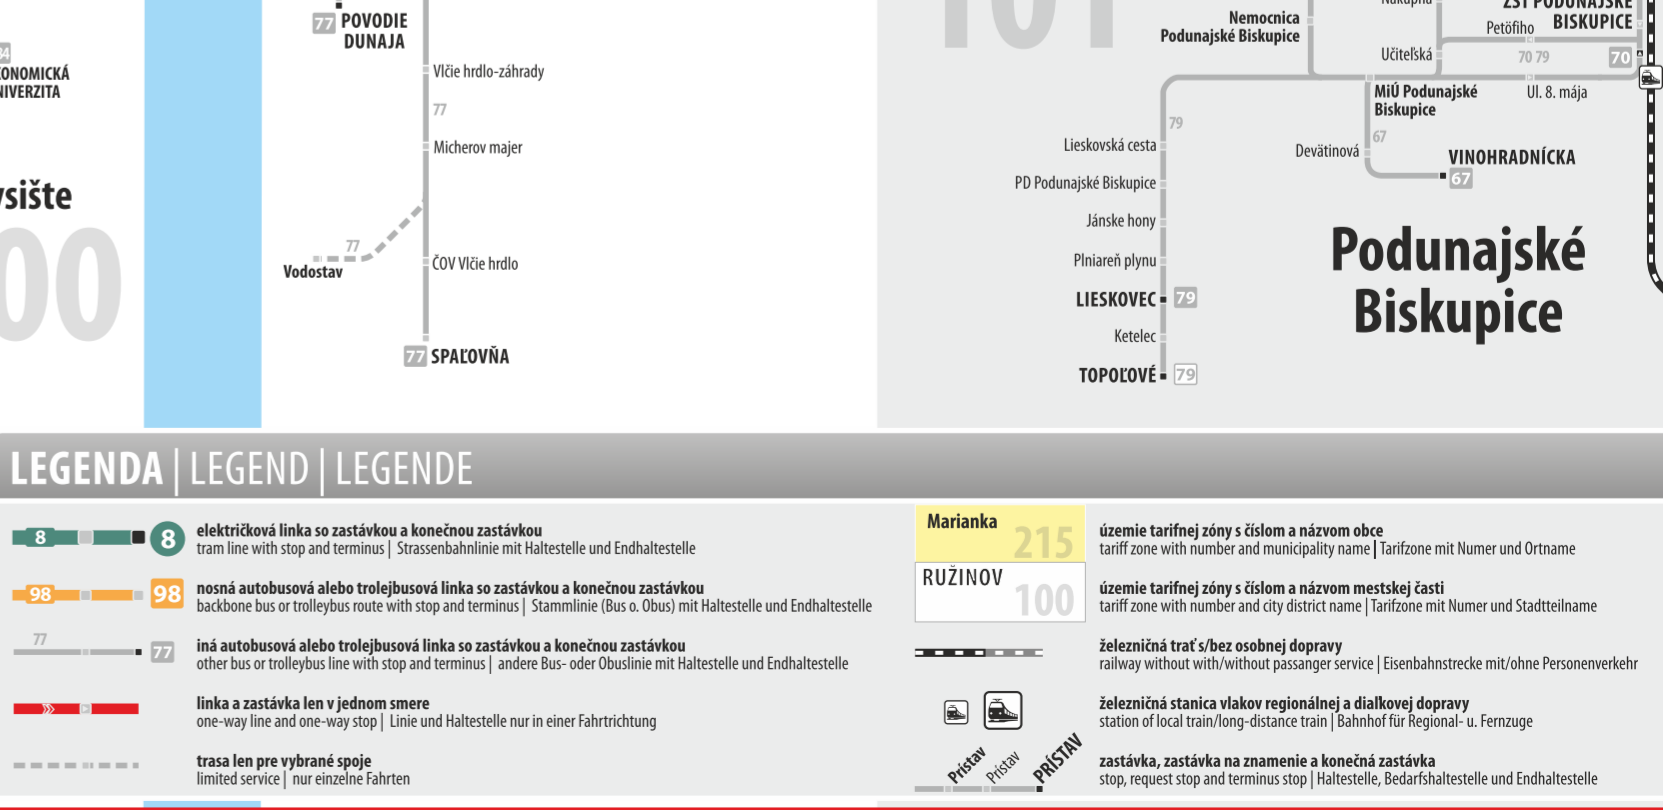 77 POVODIE
DUNAJA
Vlčie hrdlo-záhrady
77
Micherov majer
77
Vodostav
ČOV Vlčie hrdlo
77 SPAĽOVŇA
Nemocnica
Podunajské Biskupice
PODUNAJSKÉ
BISKUPICE
Petöfiho
Učiteľská
70 79
70
MiÚ Podunajské
Biskupice
Ul. 8. mája
79
67
Lieskovská cesta
Devätinová
VINOHRADNÍCKA
67
PD Podunajské Biskupice
Jánske hony
Plniareň plynu
LIESKOVEC 79
Ketelec
TOPOĽOVÉ 79
Podunajské
Biskupice
LEGENDA | LEGEND | LEGENDE
8 8
električková linka so zastávkou a konečnou zastávkou
tram line with stop and terminus | Strassenbahnlinie mit Haltestelle und Endhaltestelle
98 98
nosná autobusová alebo trolejbusová linka so zastávkou a konečnou zastávkou
backbone bus or trolleybus route with stop and terminus | Stammlinie (Bus o. Obus) mit Haltestelle und Endhaltestelle
77 77
iná autobusová alebo trolejbusová linka so zastávkou a konečnou zastávkou
other bus or trolleybus line with stop and terminus | andere Bus- oder Obuslinie mit Haltestelle und Endhaltestelle
linka a zastávka len v jednom smere
one-way line and one-way stop | Linie und Haltestelle nur in einer Fahrtrichtung
trasa len pre vybrané spoje
limited service | nur einzelne Fahrten
Marianka
215
územie tarifnej zóny s číslom a názvom obce
tariff zone with number and municipality name | Tarifzone mit Numer und Ortname
RUŽINOV
100
územie tarifnej zóny s číslom a názvom mestskej časti
tariff zone with number and city district name | Tarifzone mit Numer und Stadtteilname
železničná trať s/bez osobnej dopravy
railway without with/without passanger service | Eisenbahnstrecke mit/ohne Personenverkehr
železničná stanica vlakov regionálnej a diaľkovej dopravy
station of local train/long-distance train | Bahnhof für Regional- u. Fernzuge
Prístav Prístav PRÍSTAV
zastávka, zastávka na znamenie a konečná zastávka
stop, request stop and terminus stop | Haltestelle, Bedarfshaltestelle und Endhaltestelle